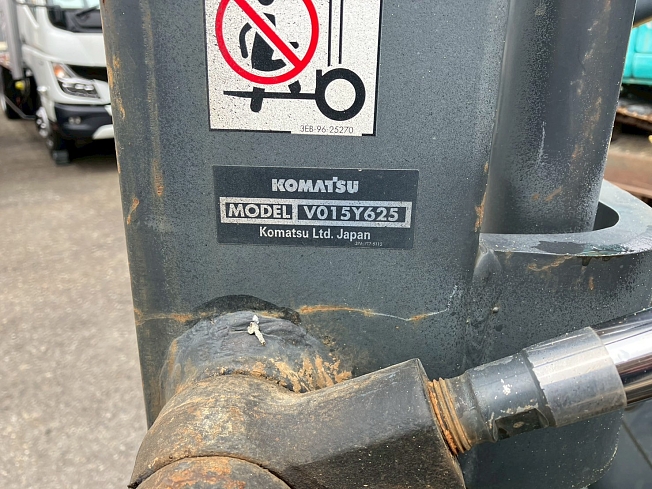 3EB-96-25270
KOMATSU
MODEL V015Y625
Komatsu Ltd. Japan